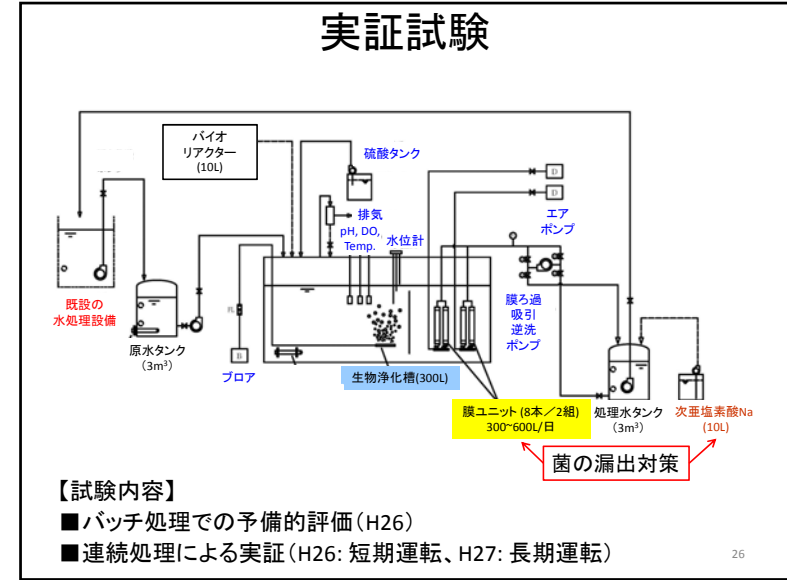 実証試験
バイオ
リアクター
(10L)
硫酸タンク
排気
pH, DO,
Temp.
水位計
D
D
エア
ポンプ
既設の
水処理設備
原水タンク
（3m³）
B
ブロア
生物浄化槽(300L)
膜ろ過
吸引
逆洗
ポンプ
膜ユニット (8本／2組)
300~600L/日
処理水タンク
（3m³）
次亜塩素酸Na
(10L)
菌の漏出対策
【試験内容】
■バッチ処理での予備的評価（H26）
■連続処理による実証（H26: 短期運転、H27: 長期運転）
26